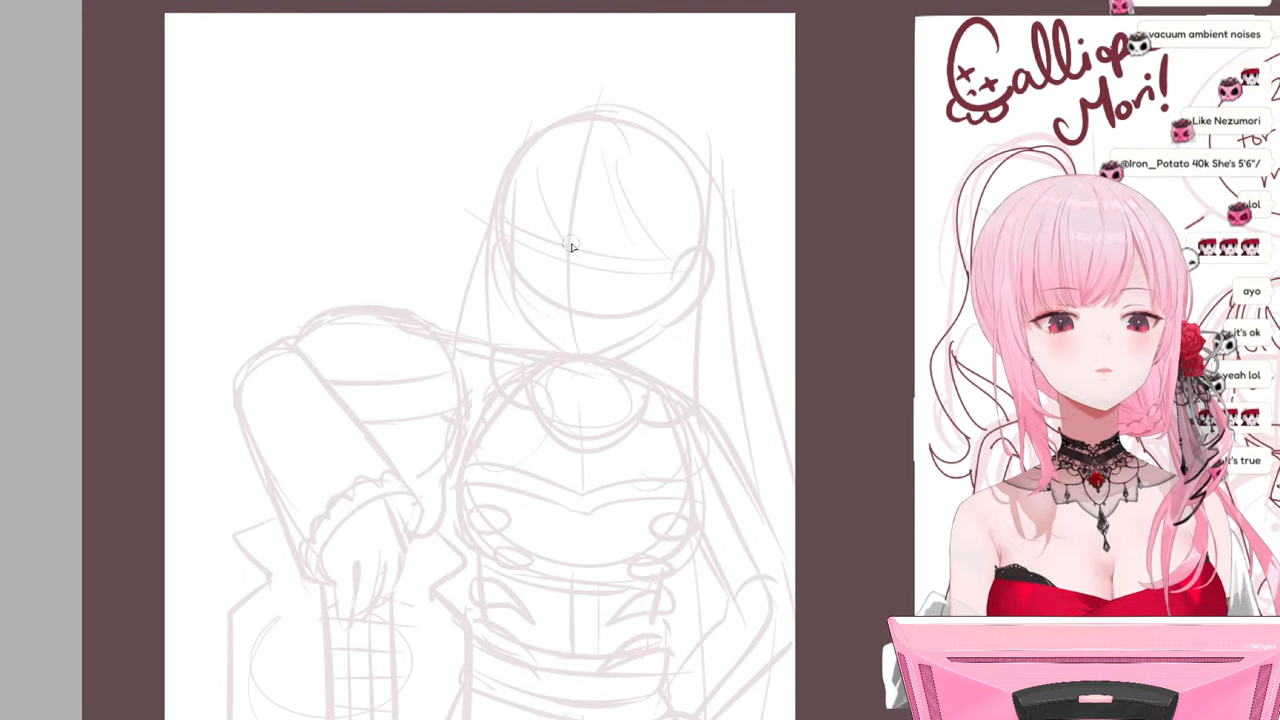 Calliope
Mori!
vacuum ambient noises
Like Nezumori
for
@Iron_Potato 40k She's 5'6"/
lol
ayo
it's ok
yeah lol
it's true